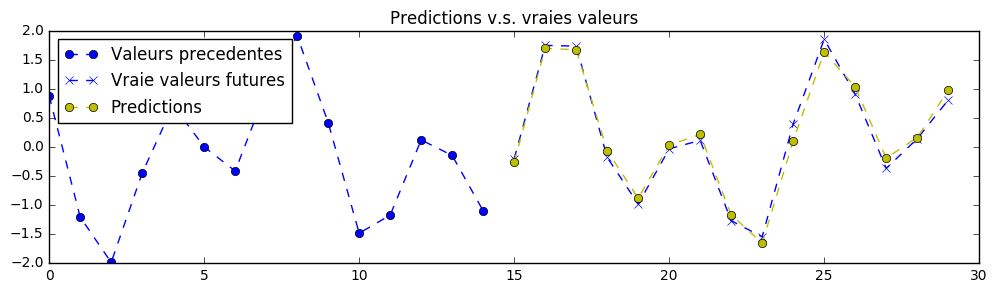 Predictions v.s. vraies valeurs
2.0
1.5
1.0
0.5
0.0
−0.5
−1.0
−1.5
−2.0
Valeurs precedentes
Vraie valeurs futures
Predictions
0 5 10 15 20 25 30